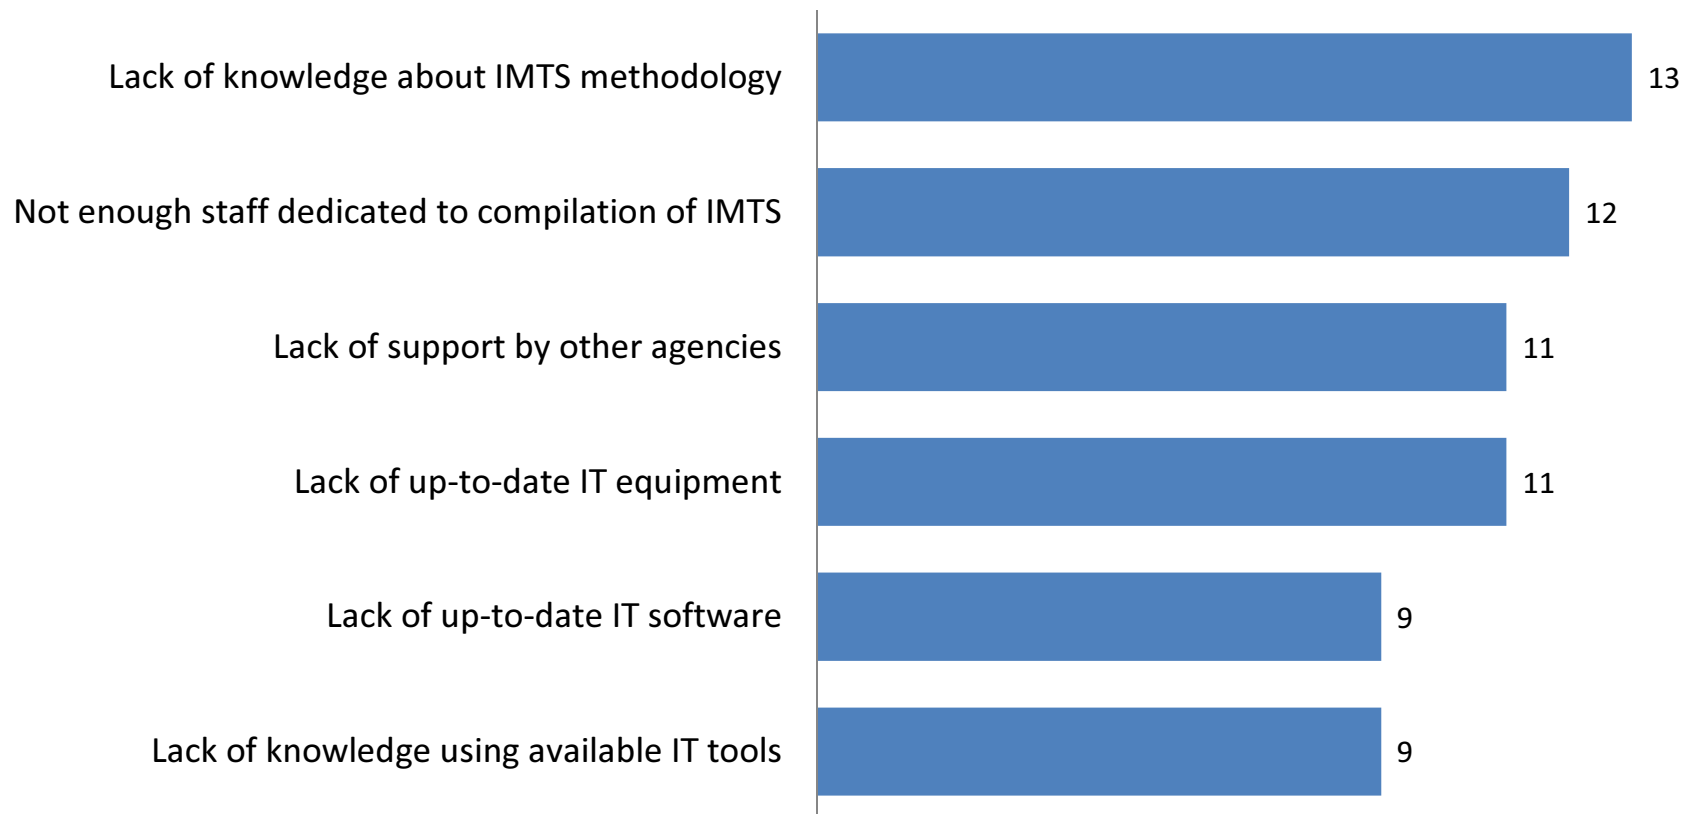 Lack of knowledge about IMTS methodology 13
Not enough staff dedicated to compilation of IMTS 12
Lack of support by other agencies 11
Lack of up-to-date IT equipment 11
Lack of up-to-date IT software 9
Lack of knowledge using available IT tools 9